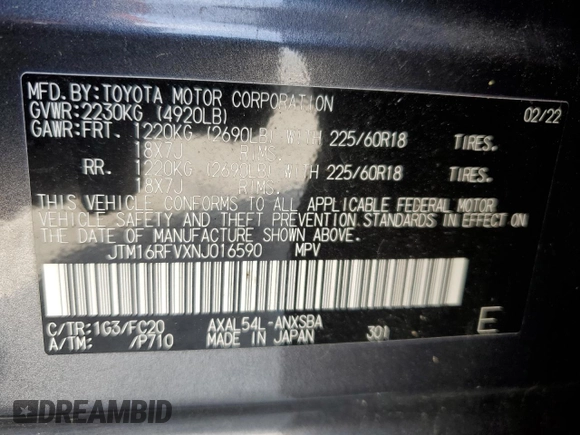 MFD.BY:TOYOTA MOTOR CORPORATION 02/22
GVWR:2230KG (4920LB)
GAWR:FRT. 1220KG (2690LB) WITH 225/60R18 TIRES.
18X7J RIMS.
RR. 1220KG (2690LB) WITH 225/60R18 TIRES.
18X7J RIMS.
THIS VEHICLE CONFORMS TO ALL APPLICABLE FEDERAL MOTOR
VEHICLE SAFETY AND THEFT PREVENTION STANDARDS IN EFFECT ON
THE DATE OF MANUFACTURE SHOWN ABOVE.
JTM16RFVXNJ016590 MPV
C/TR:1G3/FC20 AXAL54L-ANXSBA
A/TM: /P710 MADE IN JAPAN 301 E
DREAMBID